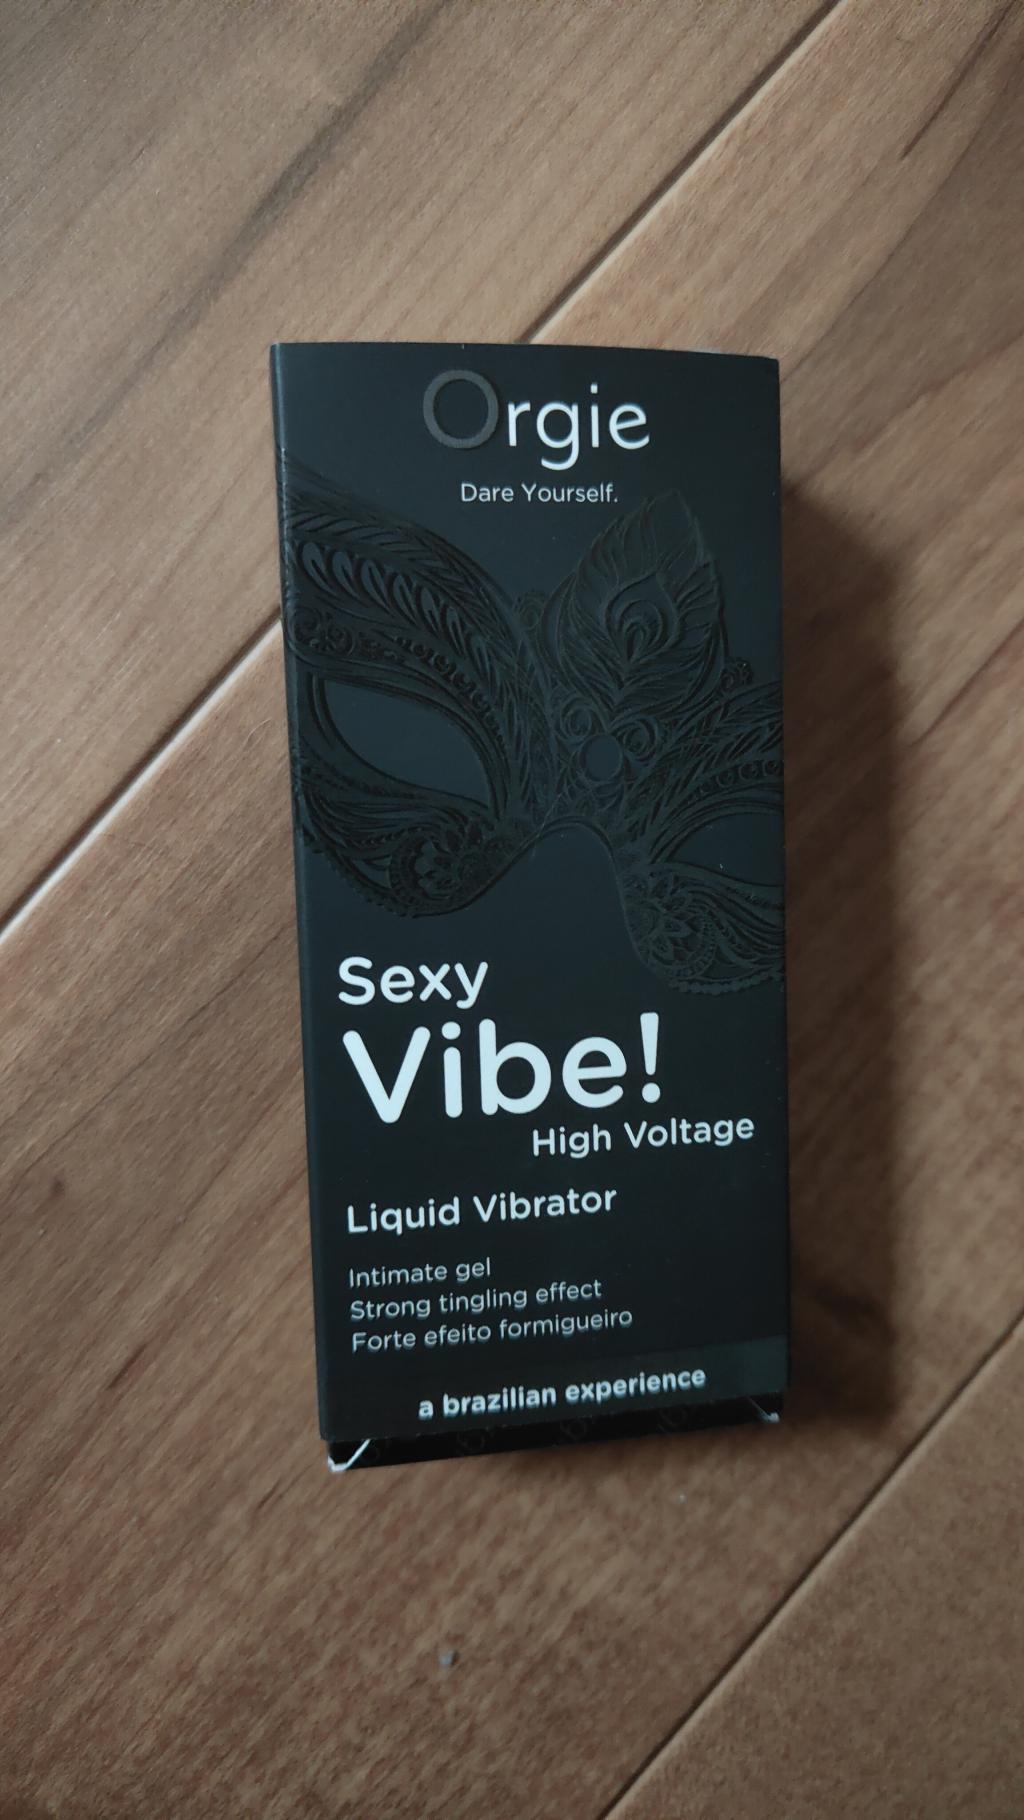 Orgie
Dare Yourself.
Sexy
Vibe!
High Voltage
Liquid Vibrator
Intimate gel
Strong tingling effect
Forte efeito formigueiro
a brazilian experience